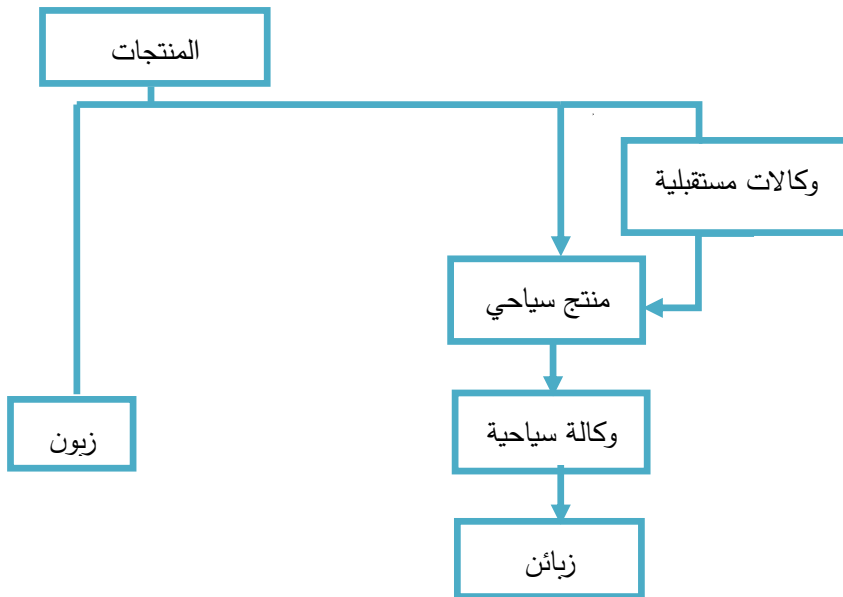 المنتجات
وكالات مستقبلية
منتج سياحي
زبون
وكالة سياحية
زبائن